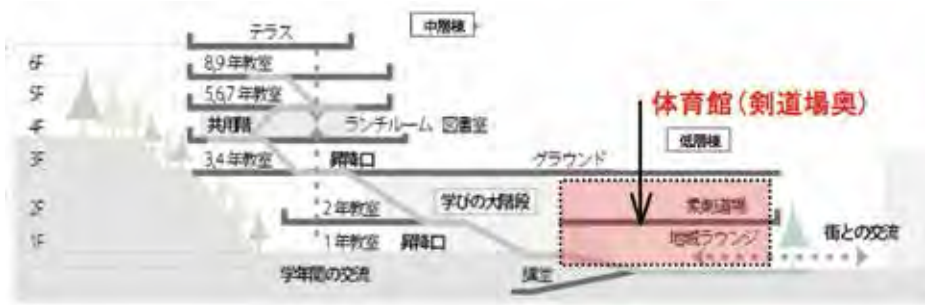 テラス
中層棟
6F
8,9年教室
5F
5,6,7年教室
体育館(剣道場奥)
4F
共用階
ランチルーム 図書室
低層棟
3F
3,4年教室
昇降口
グラウンド
2F
2年教室
学びの大階段
柔剣道場
1F
1年教室 昇降口
地域ラウンジ
街との交流
学年間の交流
講堂